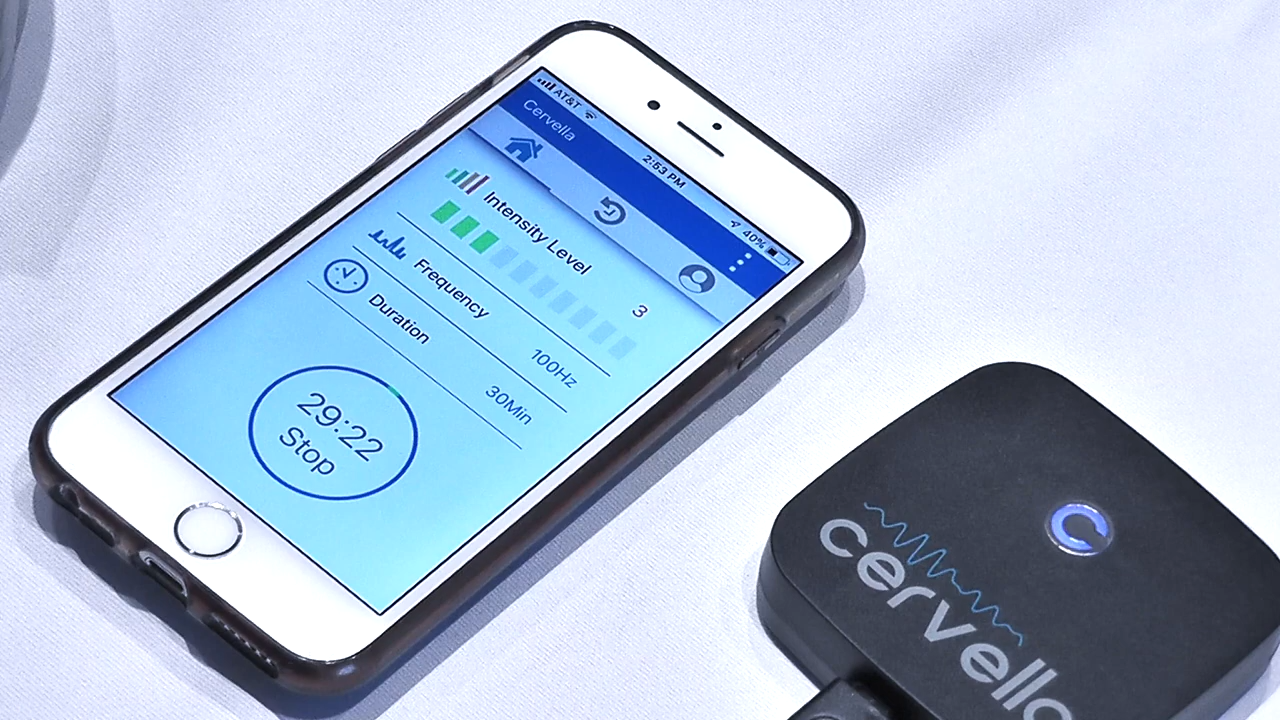 AT&T
2:53 PM
40%
Cervella
Intensity Level
3
Frequency
100Hz
Duration
30Min
29:22
Stop
cervella